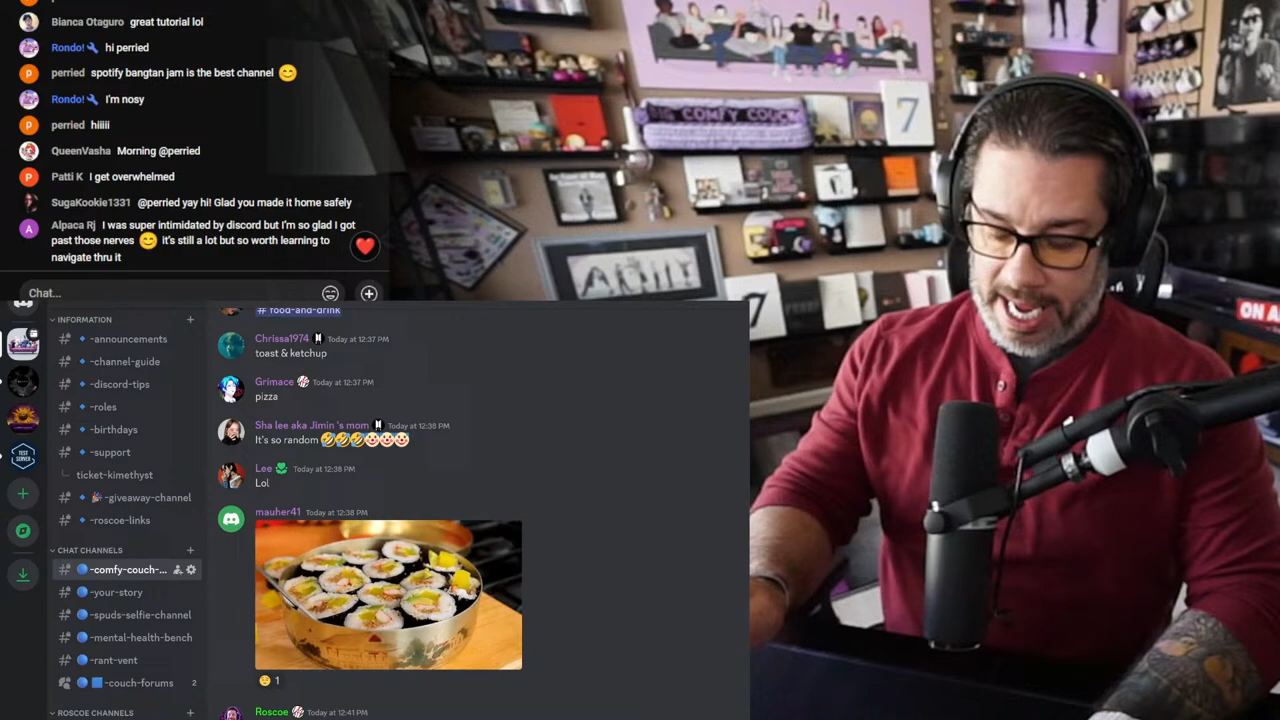 Bianca Otaguro great tutorial lol
Rondo! hi perried
perried spotify bangtan jam is the best channel 😊
Rondo! I'm nosy
perried hiiiii
QueenVasha Morning @perried
Patti K I get overwhelmed
SugaKookie1331 @perried yay hi! Glad you made it home safely
Alpaca Rj I was super intimidated by discord but I'm so glad I got
past those nerves 😊 it's still a lot but so worth learning to
navigate thru it
Chat...
INFORMATION
-announcements
-channel-guide
-discord-tips
-roles
-birthdays
-support
ticket-kimethyst
-giveaway-channel
-roscoe-links
CHAT CHANNELS
-comfy-couch-...
-your-story
-spuds-selfie-channel
-mental-health-bench
-rant-vent
-couch-forums 2
ROSCOE CHANNELS
TEST
SERVER
# food-and-drink
Chrissa1974 Today at 12:37 PM
toast & ketchup
Grimace Today at 12:37 PM
pizza
Sha lee aka Jimin 's mom Today at 12:38 PM
It's so random 🤣🤣🤣🤡🤡🤡
Lee Today at 12:38 PM
Lol
mauher41 Today at 12:38 PM
1
Roscoe Today at 12:41 PM
BIG COMFY COUCH
7
ARMY
7
ON A